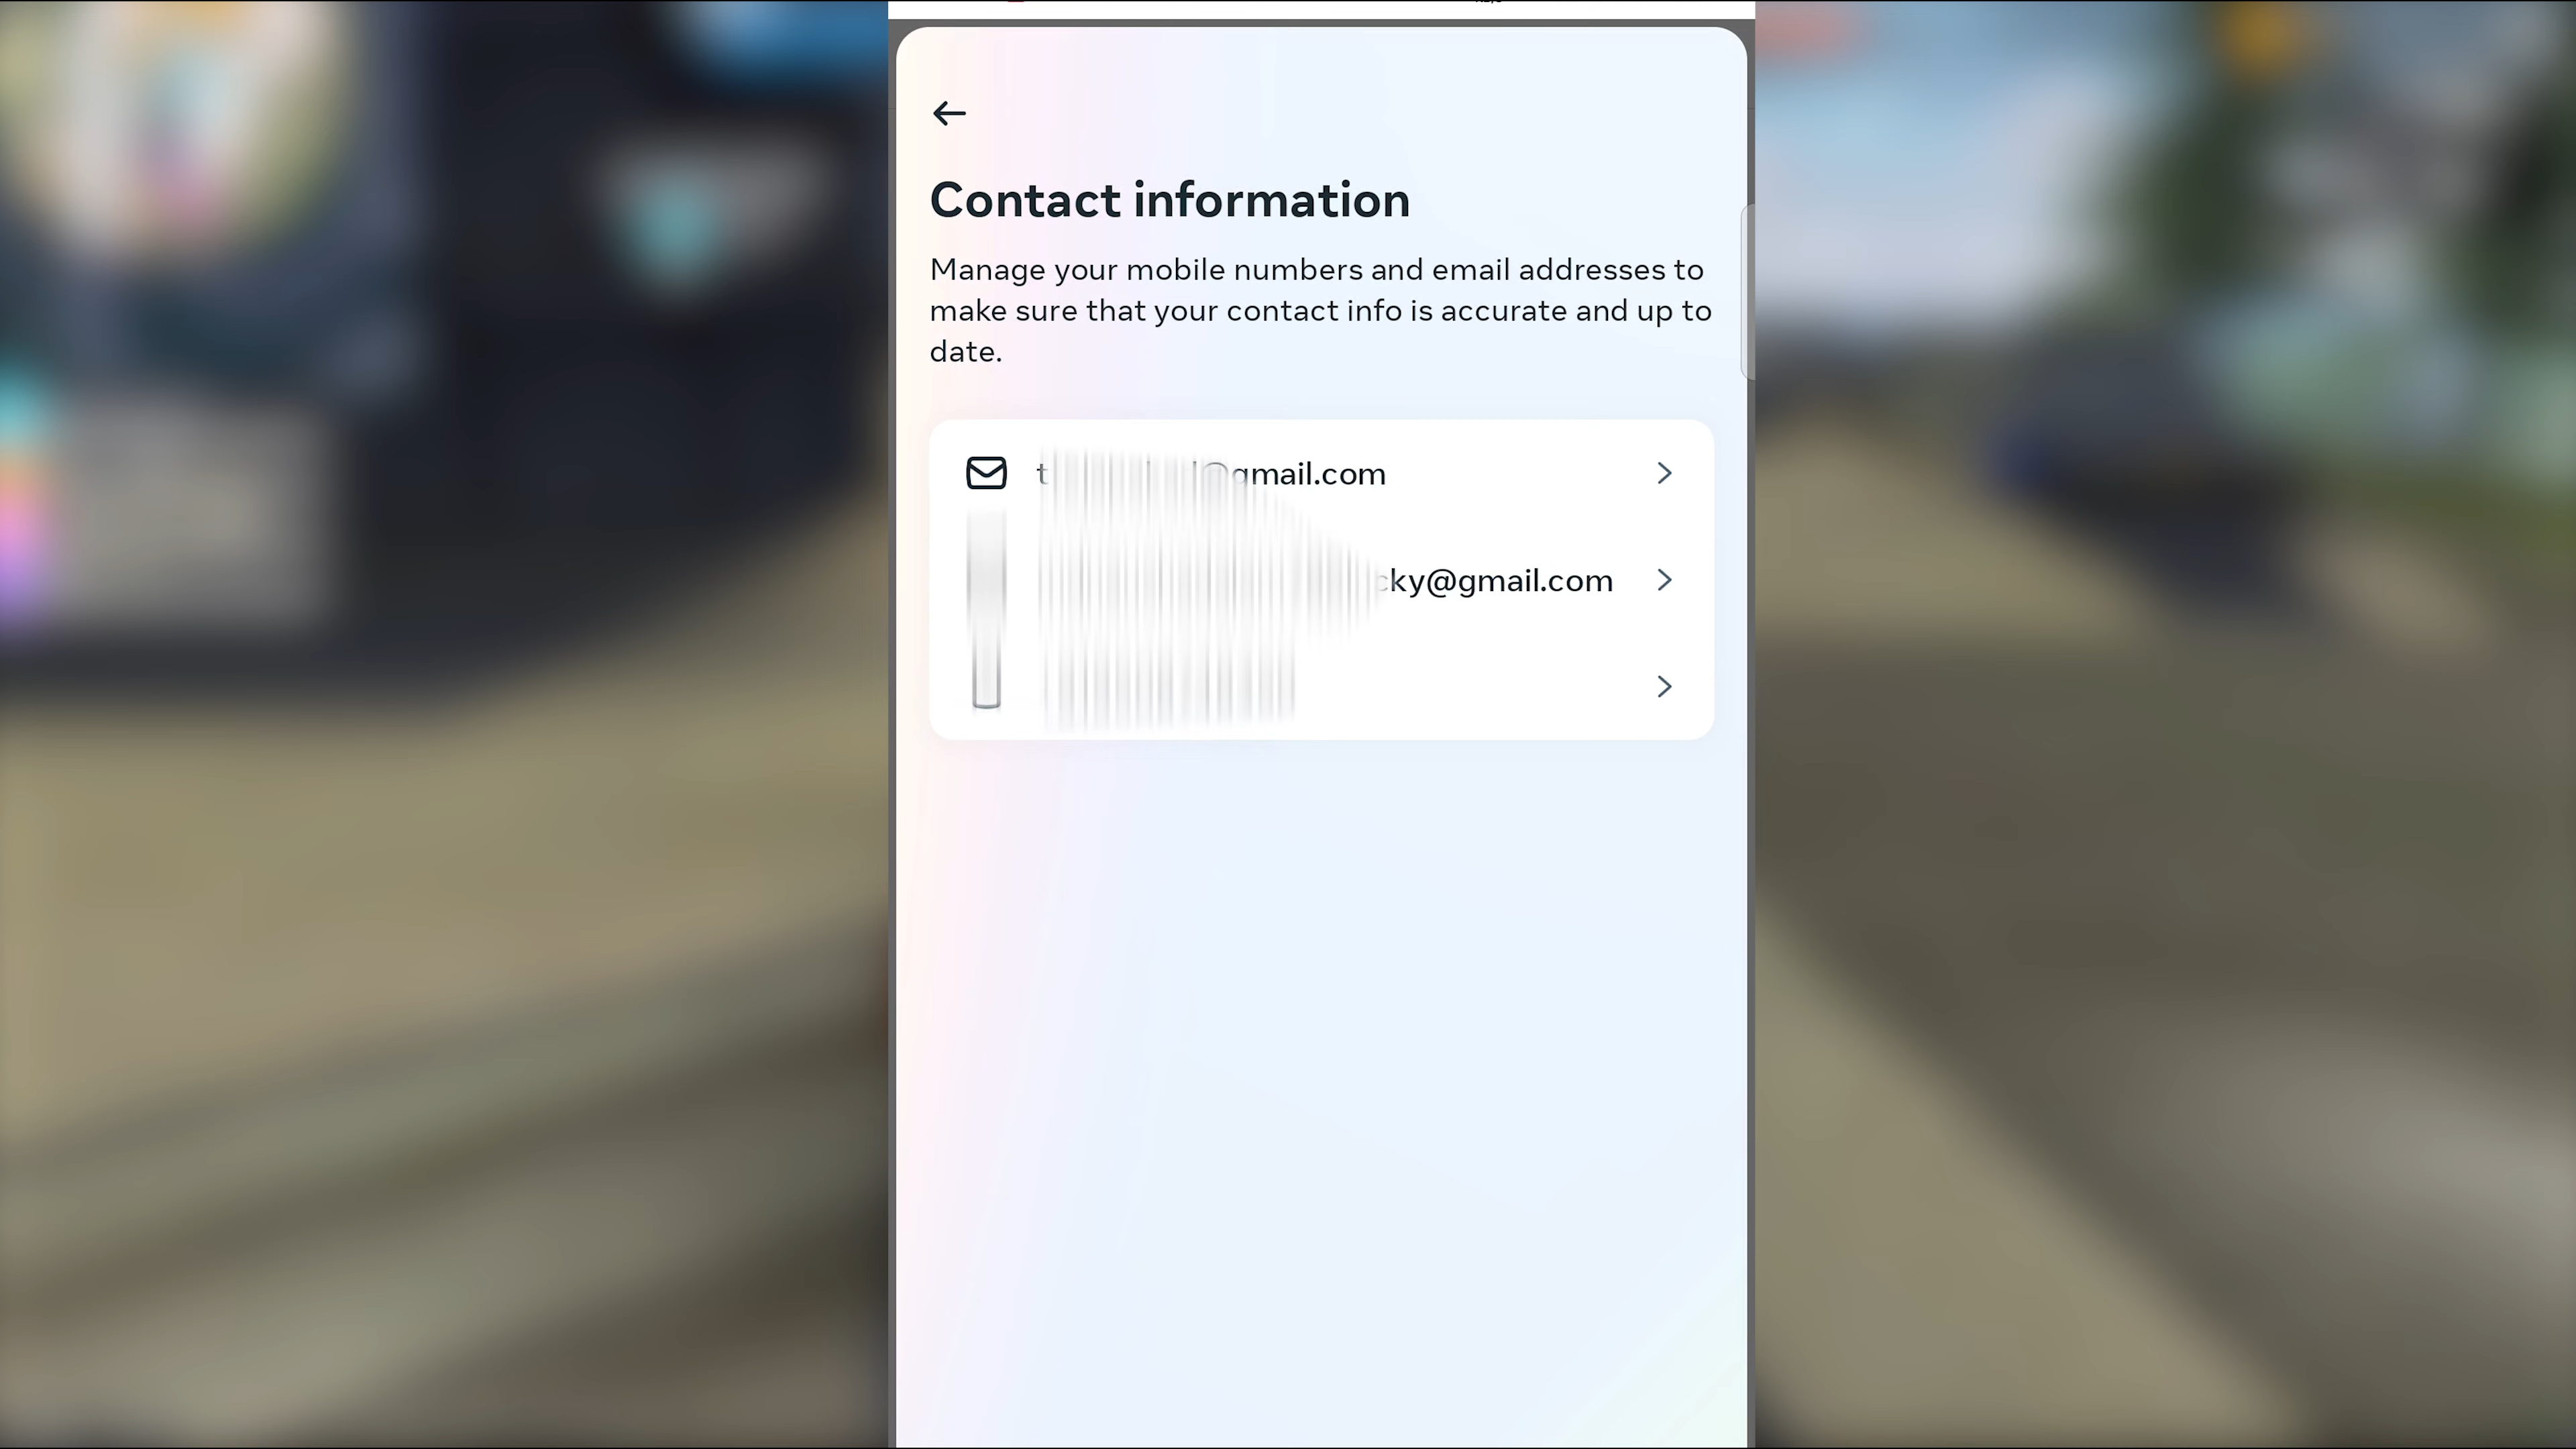 Contact information
Manage your mobile numbers and email addresses to
make sure that your contact info is accurate and up to
date.
@gmail.com
cky@gmail.com